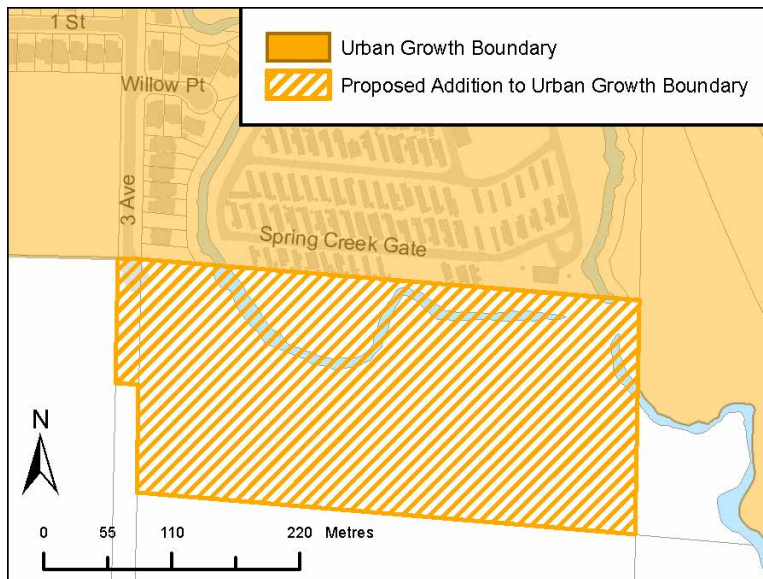 1 St
Urban Growth Boundary
Willow Pt
Proposed Addition to Urban Growth Boundary
3 Ave
Spring Creek Gate
N
0 55 110 220 Metres